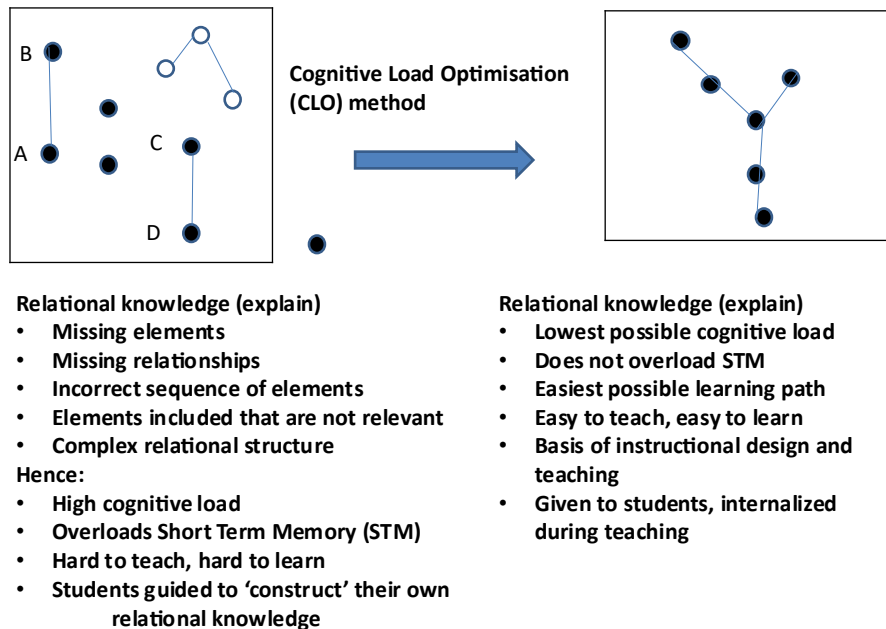 B
A
C
D
Cognitive Load Optimisation
(CLO) method
Relational knowledge (explain)
• Missing elements
• Missing relationships
• Incorrect sequence of elements
• Elements included that are not relevant
• Complex relational structure
Hence:
• High cognitive load
• Overloads Short Term Memory (STM)
• Hard to teach, hard to learn
• Students guided to ‘construct’ their own
relational knowledge
Relational knowledge (explain)
• Lowest possible cognitive load
• Does not overload STM
• Easiest possible learning path
• Easy to teach, easy to learn
• Basis of instructional design and
teaching
• Given to students, internalized
during teaching